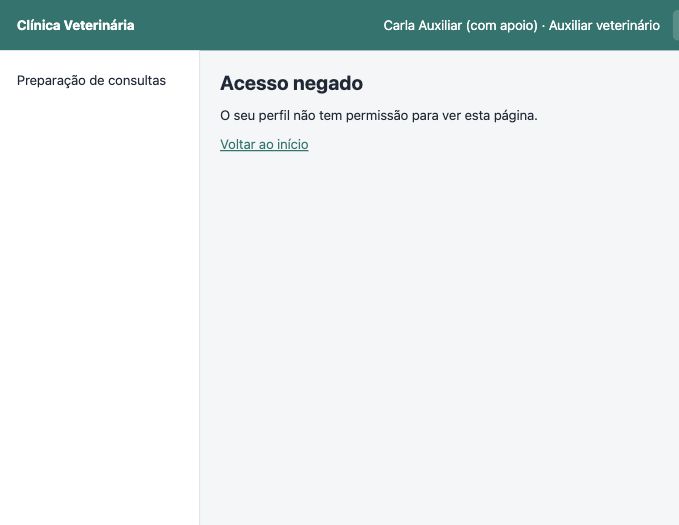 Clínica Veterinária
Carla Auxiliar (com apoio) · Auxiliar veterinário
Preparação de consultas
Acesso negado
O seu perfil não tem permissão para ver esta página.
Voltar ao início